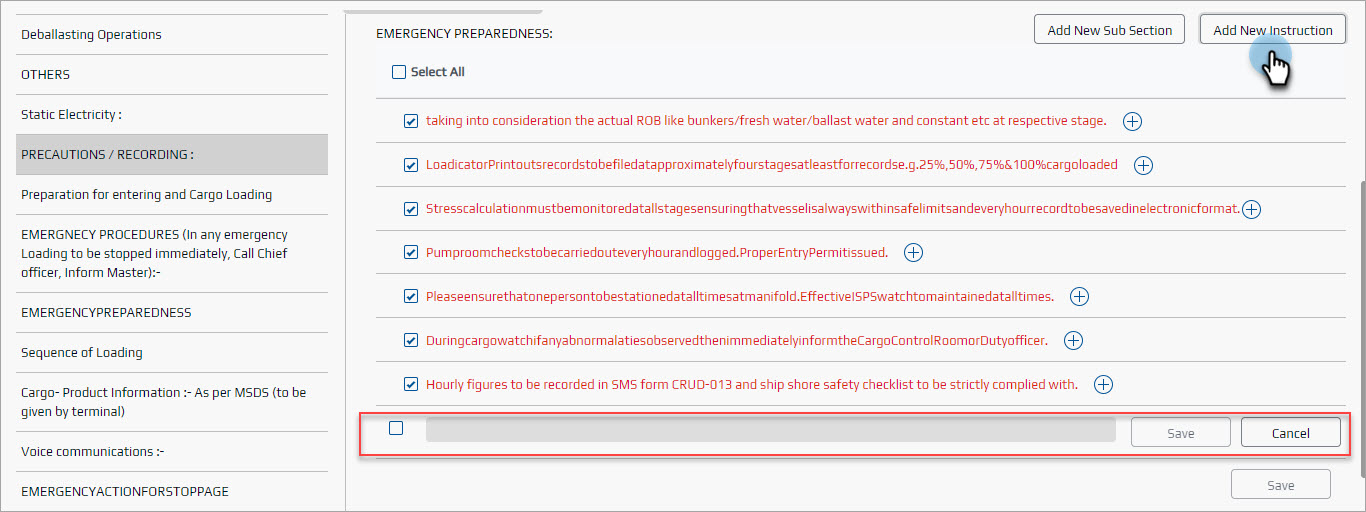 Deballasting Operations
OTHERS
Static Electricity :
PRECAUTIONS / RECORDING :
Preparation for entering and Cargo Loading
EMERGNECY PROCEDURES (In any emergency
Loading to be stopped immediately, Call Chief
officer, Inform Master):-
EMERGENCYPREPAREDNESS
Sequence of Loading
Cargo- Product Information :- As per MSDS (to be
given by terminal)
Voice communications :-
EMERGENCYACTIONFORSTOPPAGE
EMERGENCY PREPAREDNESS:
Add New Sub Section
Add New Instruction
Select All
taking into consideration the actual ROB like bunkers/fresh water/ballast water and constant etc at respective stage.
LoadicatorPrintoutsrecordstobefiledatapproximatelyfourstagesatleastforrecordse.g.25%,50%,75%&100%cargoloaded
Stresscalculationmustbemonitoredatallstagesensuringthatvesselisalwayswithinsafelimitsandeveryhourrecordtobesavedinelectronicformat.
Pumproomcheckstobecarriedouteveryhourandlogged.ProperEntryPermitissued.
Pleaseensurethatonepersontobestationedatalltimesatmanifold.EffectiveISPSwatchtomaintainedatalltimes.
DuringcargowatchifanyabnormalatiesobservedthenimmediatelyinformtheCargoControlRoomorDutyofficer.
Hourly figures to be recorded in SMS form CRUD-013 and ship shore safety checklist to be strictly complied with.
Save
Cancel
Save